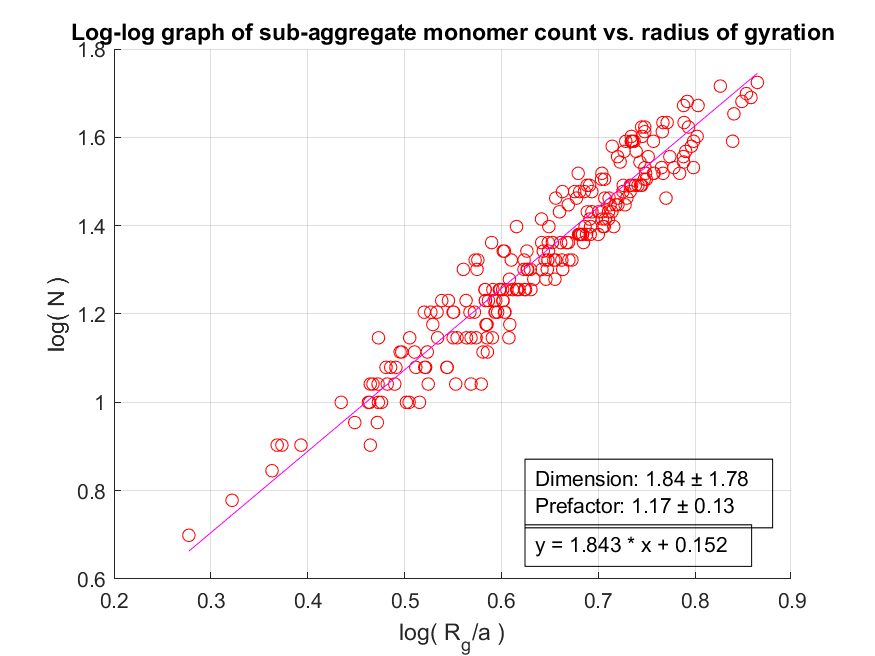 Log-log graph of sub-aggregate monomer count vs. radius of gyration
1.8
1.6
1.4
1.2
1
0.8
0.6
log( N )
Dimension: 1.84 ± 1.78
Prefactor: 1.17 ± 0.13
y = 1.843 * x + 0.152
0.2 0.3 0.4 0.5 0.6 0.7 0.8 0.9
log( R_g/a )